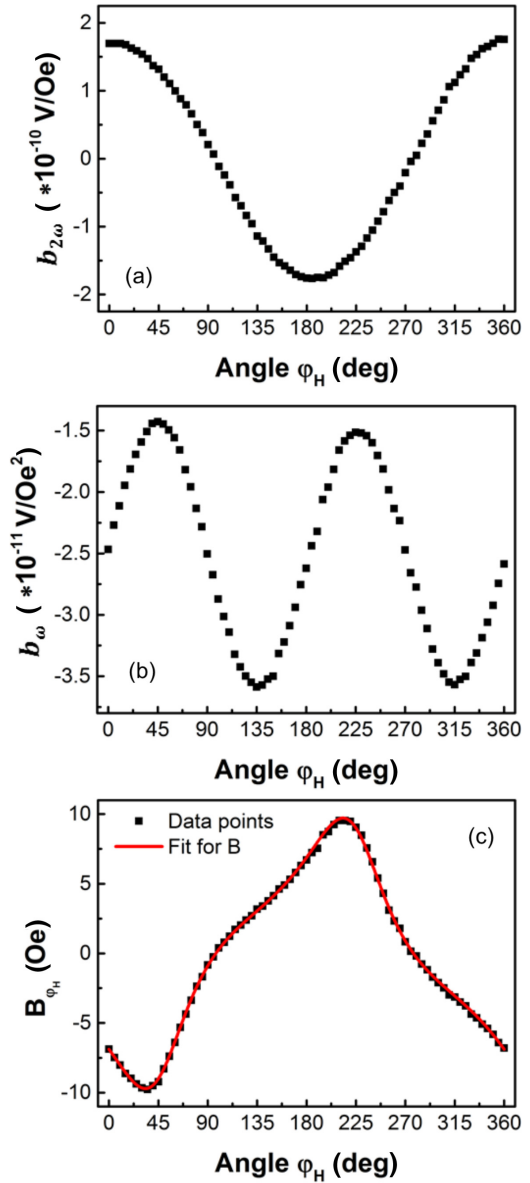 2
1
0
-1
-2
b2ω ( *10^-10 V/Oe)
(a)
0 45 90 135 180 225 270 315 360
Angle φH (deg)
-1.5
-2.0
-2.5
-3.0
-3.5
bω ( *10^-11 V/Oe^2)
(b)
0 45 90 135 180 225 270 315 360
Angle φH (deg)
10
5
0
-5
-10
BφH (Oe)
Data points
Fit for B
(c)
0 45 90 135 180 225 270 315 360
Angle φH (deg)